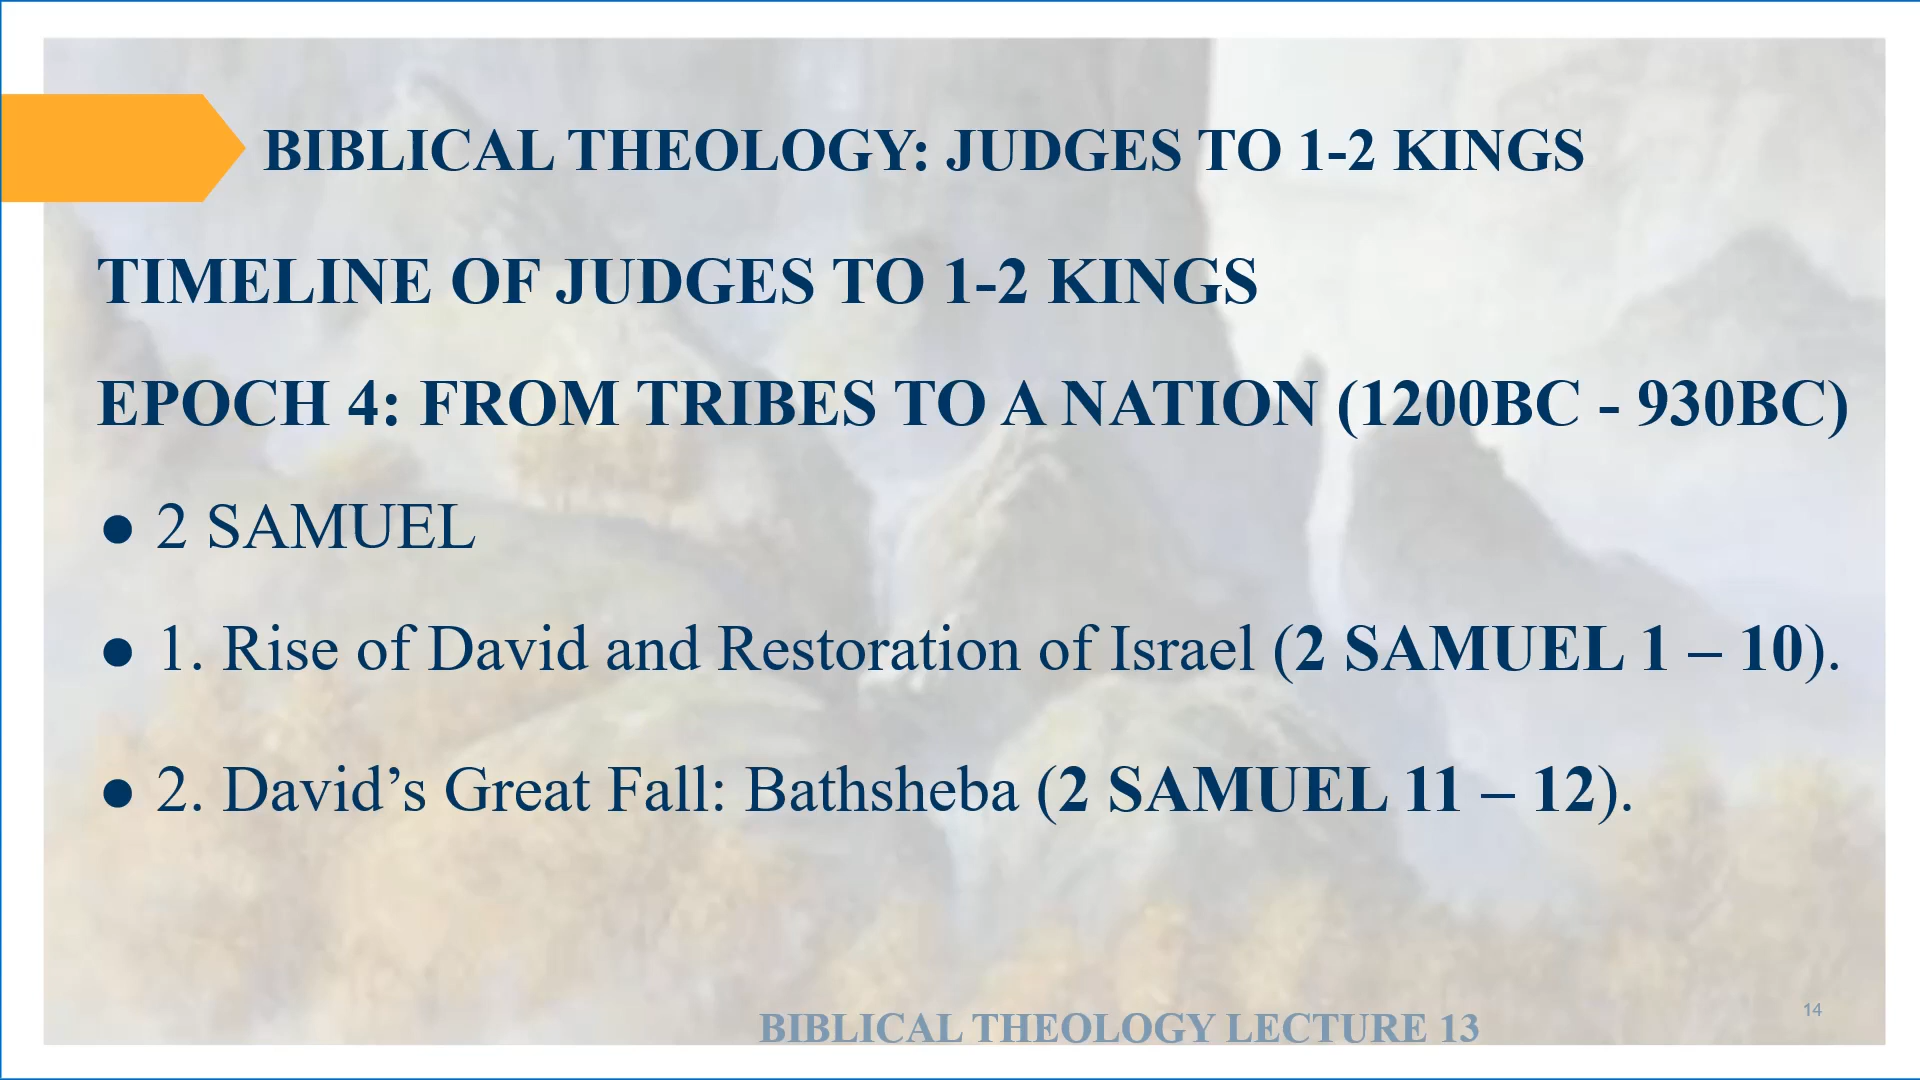 BIBLICAL THEOLOGY: JUDGES TO 1-2 KINGS
TIMELINE OF JUDGES TO 1-2 KINGS
EPOCH 4: FROM TRIBES TO A NATION (1200BC - 930BC)
● 2 SAMUEL
● 1. Rise of David and Restoration of Israel (2 SAMUEL 1 – 10).
● 2. David’s Great Fall: Bathsheba (2 SAMUEL 11 – 12).
14
BIBLICAL THEOLOGY LECTURE 13